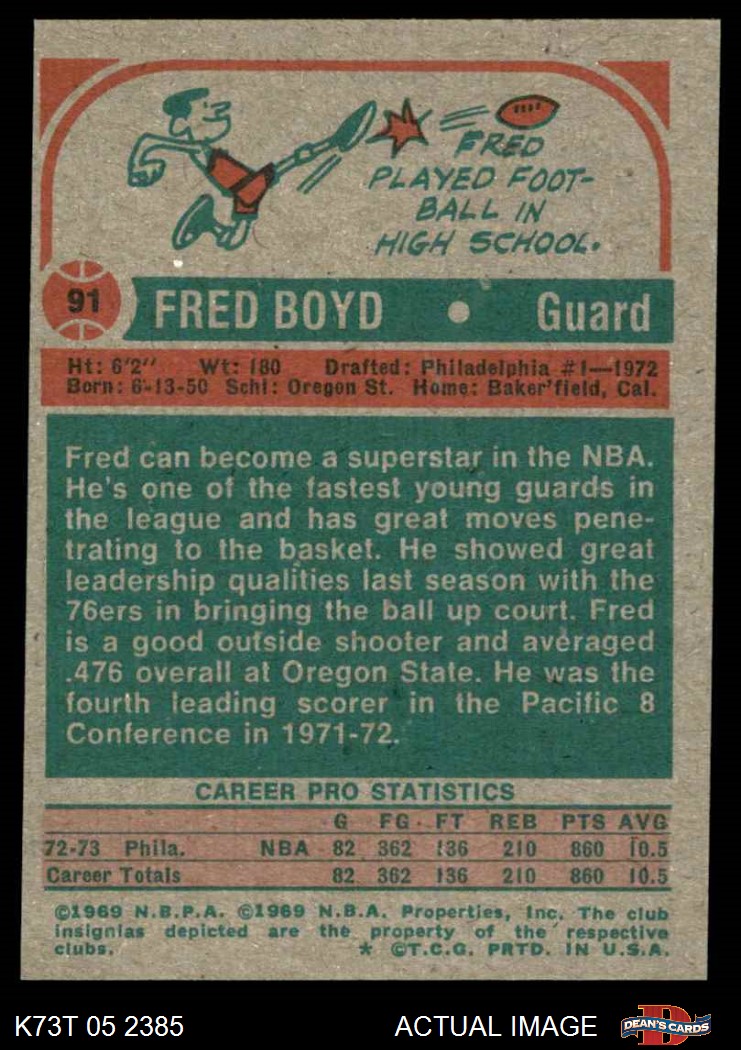 FRED
PLAYED FOOT-
BALL IN
HIGH SCHOOL.
91 FRED BOYD • Guard
Ht: 6'2'' Wt: 180 Drafted: Philadelphia #1—1972
Born: 6-13-50 Schl: Oregon St. Home: Baker'field, Cal.
Fred can become a superstar in the NBA.
He's one of the fastest young guards in
the league and has great moves pene-
trating to the basket. He showed great
leadership qualities last season with the
76ers in bringing the ball up court. Fred
is a good outside shooter and averaged
.476 overall at Oregon State. He was the
fourth leading scorer in the Pacific 8
Conference in 1971-72.
CAREER PRO STATISTICS
G FG FT REB PTS AVG
72-73 Phila. NBA 82 362 136 210 860 10.5
Career Totals 82 362 136 210 860 10.5
©1969 N.B.P.A. ©1969 N.B.A. Properties, Inc. The club
insignias depicted are the property of the respective
clubs. * ©T.C.G. PRTD. IN U.S.A.
K73T 05 2385 ACTUAL IMAGE DEAN'S CARDS